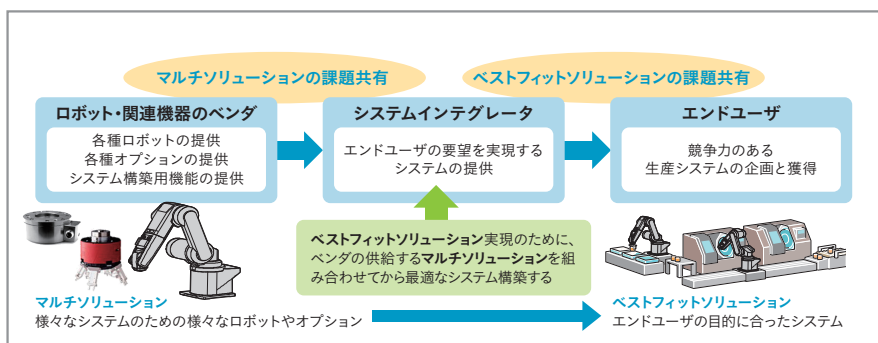 マルチソリューションの課題共有
ベストフィットソリューションの課題共有
ロボット・関連機器のベンダ
各種ロボットの提供
各種オプションの提供
システム構築用機能の提供
システムインテグレータ
エンドユーザの要望を実現する
システムの提供
エンドユーザ
競争力のある
生産システムの企画と獲得
ベストフィットソリューション実現のために、
ベンダの供給するマルチソリューションを組
み合わせてから最適なシステム構築する
マルチソリューション
様々なシステムのための様々なロボットやオプション
ベストフィットソリューション
エンドユーザの目的に合ったシステム